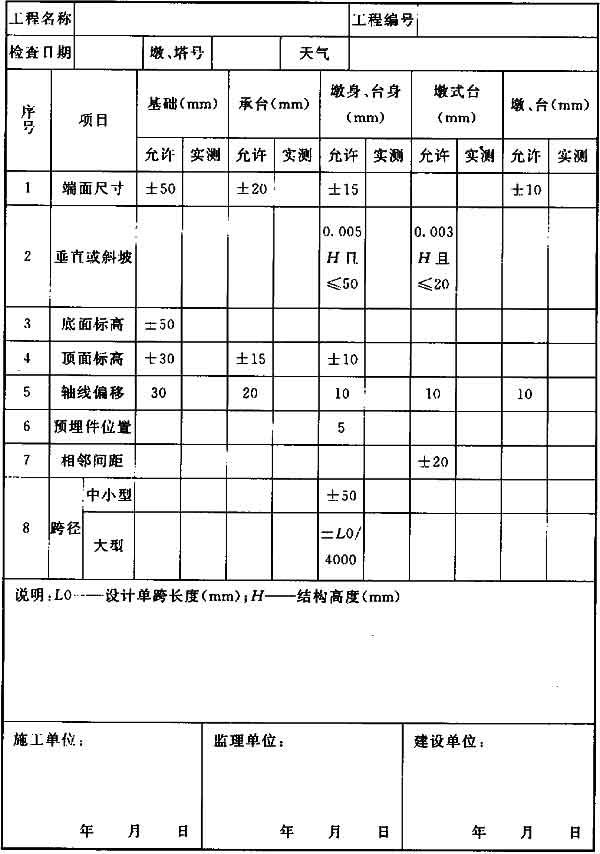 工程名称 工程编号
检查日期 墩、塔号 天气
序号 项目 基础(mm) 承台(mm) 墩身、台身(mm) 墩式台(mm) 墩、台(mm)
允许 实测 允许 实测 允许 实测 允许 实测 允许 实测
1 端面尺寸 ±50 ±20 ±15 ±10
2 垂直或斜坡 0.005H且≤50 0.003H且≤20
3 底面标高 ±50
4 顶面标高 ±30 ±15 ±10
5 轴线偏移 30 20 10 10 10
6 预埋件位置 5
7 相邻间距 ±20
8 跨径 中小型 ±50
大型 ±L0/4000
说明:L0——设计单跨长度(mm);H——结构高度(mm)
施工单位: 监理单位: 建设单位:
年 月 日 年 月 日 年 月 日